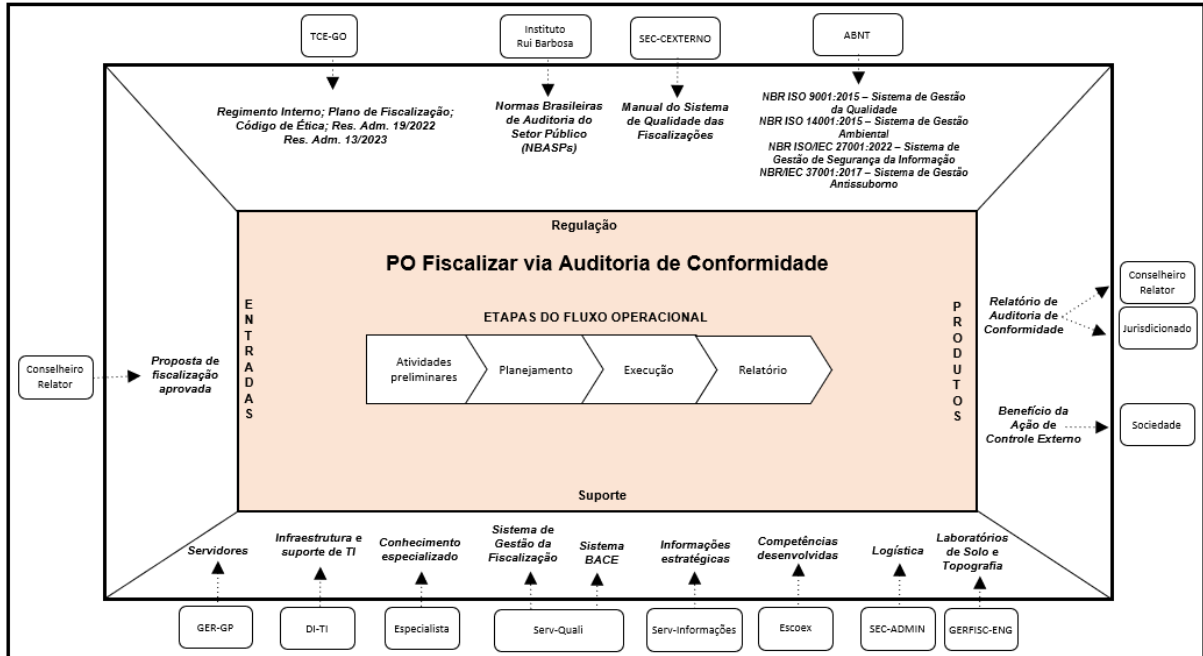 TCE-GO
Instituto
Rui Barbosa
SEC-CEXTERNO
ABNT
Regimento Interno; Plano de Fiscalização;
Código de Ética; Res. Adm. 19/2022
Res. Adm. 13/2023
Normas Brasileiras
de Auditoria do
Setor Público
(NBASPs)
Manual do Sistema
de Qualidade das
Fiscalizações
NBR ISO 9001:2015 – Sistema de Gestão
da Qualidade
NBR ISO 14001:2015 – Sistema de Gestão
Ambiental
NBR ISO/IEC 27001:2022 – Sistema de
Gestão de Segurança da Informação
NBR/IEC 37001:2017 – Sistema de Gestão
Antissuborno
Regulação
PO Fiscalizar via Auditoria de Conformidade
ETAPAS DO FLUXO OPERACIONAL
Atividades
preliminares
Planejamento
Execução
Relatório
ENTRADAS
PRODUTOS
Conselheiro
Relator
Proposta de
fiscalização
aprovada
Relatório de
Auditoria de
Conformidade
Conselheiro
Relator
Jurisdicionado
Benefício da
Ação de
Controle Externo
Sociedade
Suporte
Servidores
Infraestrutura e
suporte de TI
Conhecimento
especializado
Sistema de
Gestão da
Fiscalização
Sistema
BACE
Informações
estratégicas
Competências
desenvolvidas
Logística
Laboratórios
de Solo e
Topografia
GER-GP
DI-TI
Especialista
Serv-Quali
Serv-Informações
Escoex
SEC-ADMIN
GERFISC-ENG